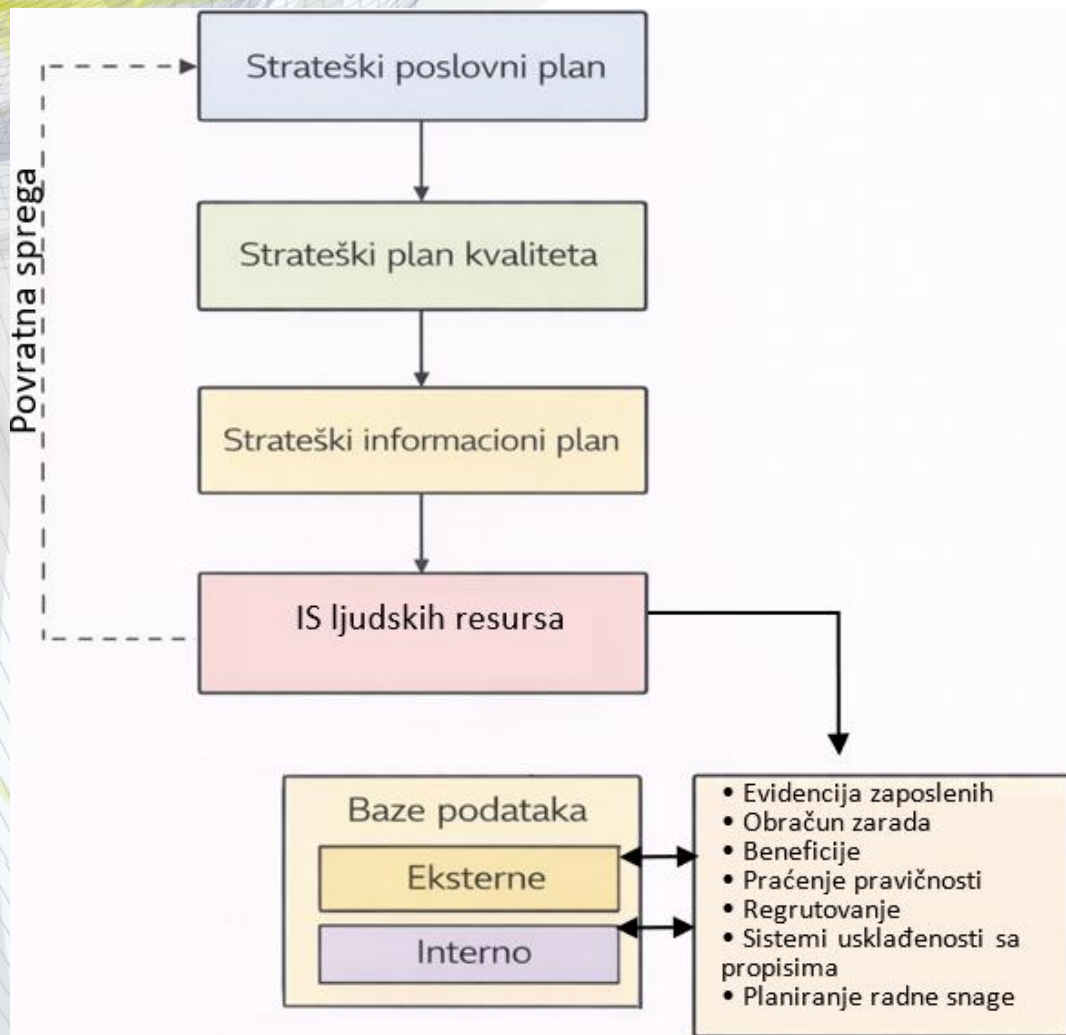 Strateški poslovni plan
Povratna sprega
Strateški plan kvaliteta
Strateški informacioni plan
IS ljudskih resursa
Baze podataka
Eksterne
Interno
• Evidencija zaposlenih
• Obračun zarada
• Beneficije
• Praćenje pravičnosti
• Regrutovanje
• Sistemi usklađenosti sa
propisima
• Planiranje radne snage